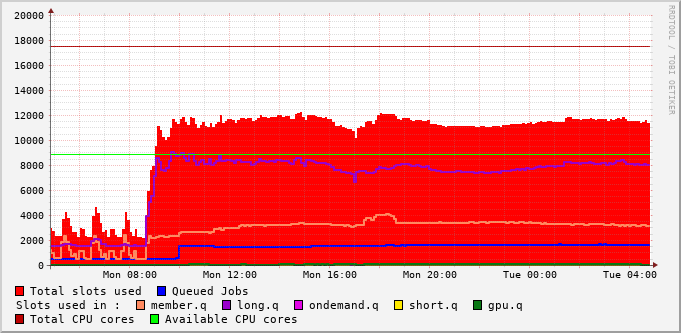 RRDTOOL / TOBI OETIKER
20000
18000
16000
14000
12000
10000
8000
6000
4000
2000
0
Mon 08:00 Mon 12:00 Mon 16:00 Mon 20:00 Tue 00:00 Tue 04:00
Total slots used Queued Jobs
Slots used in : member.q long.q ondemand.q short.q gpu.q
Total CPU cores Available CPU cores